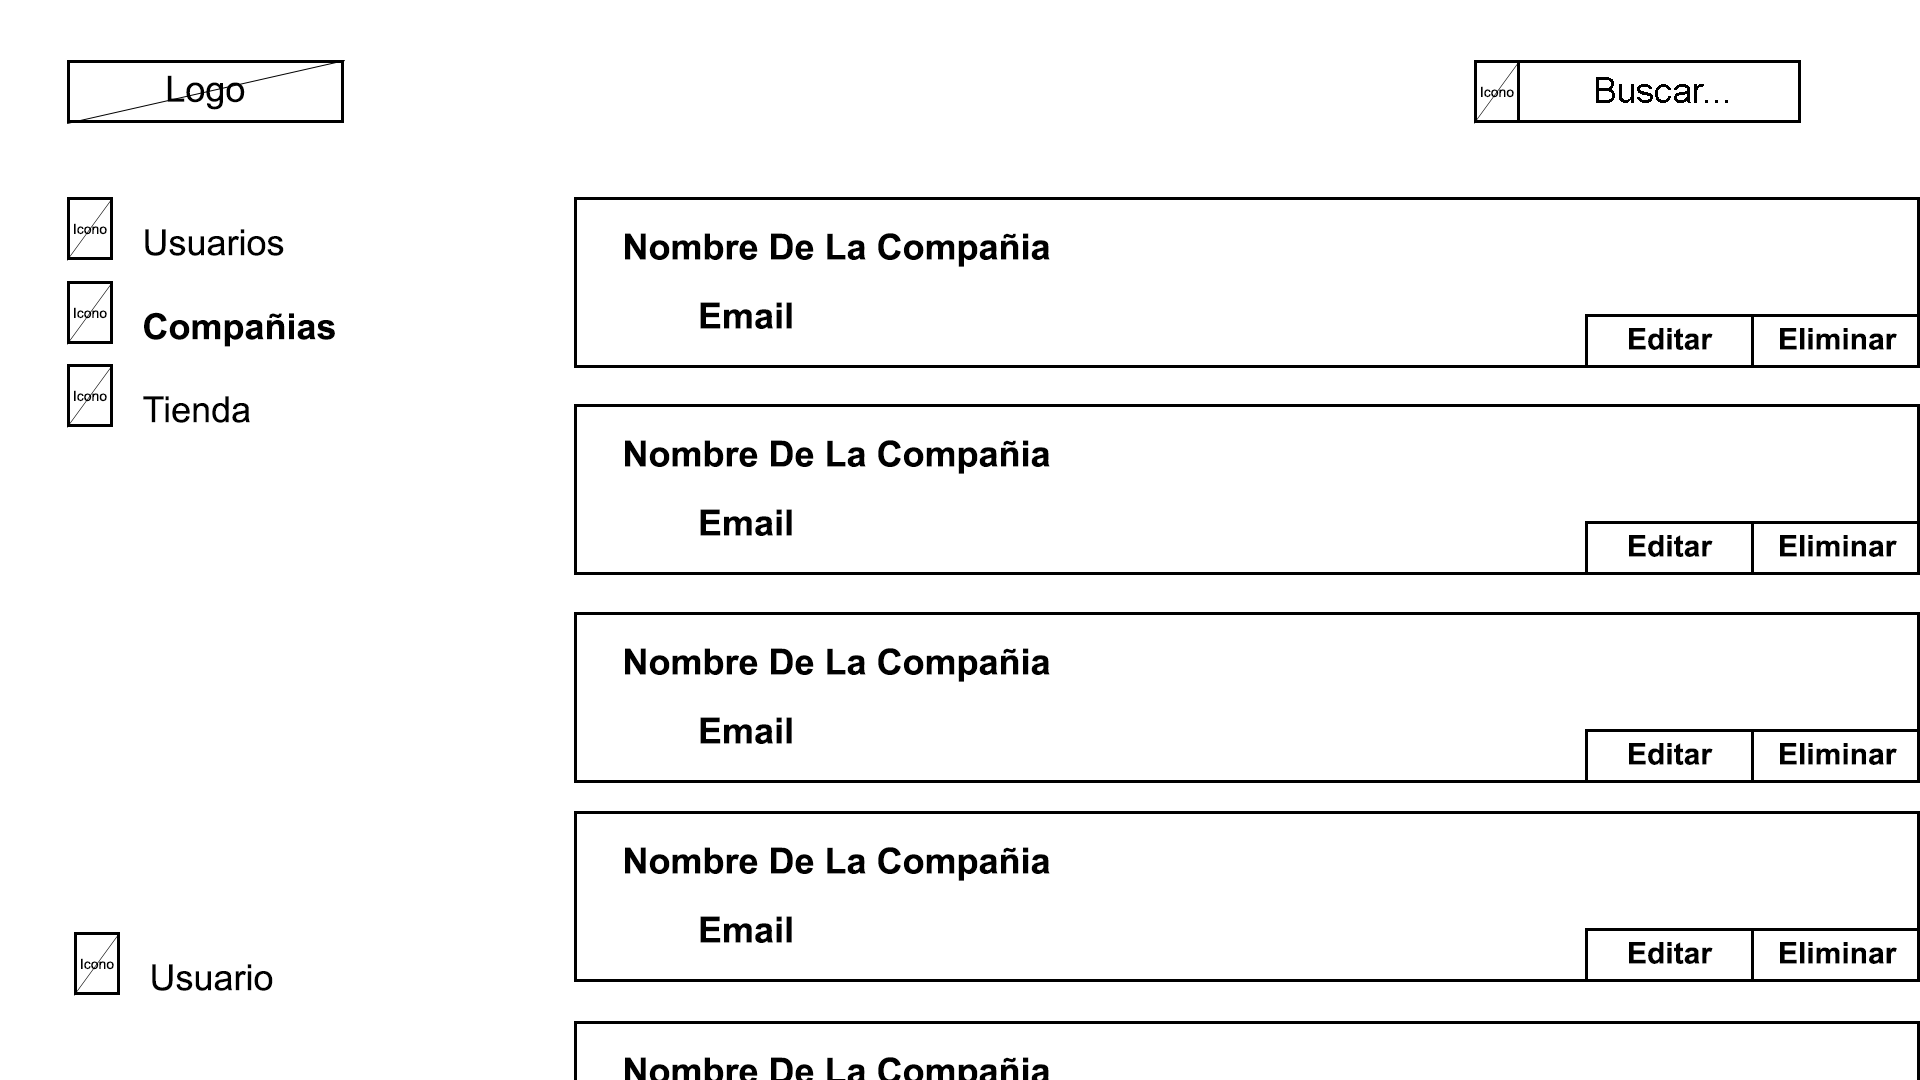 Logo
Icono Buscar...
Icono Usuarios
Icono Compañias
Icono Tienda
Nombre De La Compañia
Email
Editar Eliminar
Nombre De La Compañia
Email
Editar Eliminar
Nombre De La Compañia
Email
Editar Eliminar
Nombre De La Compañia
Email
Editar Eliminar
Nombre De La Compañia
Icono Usuario